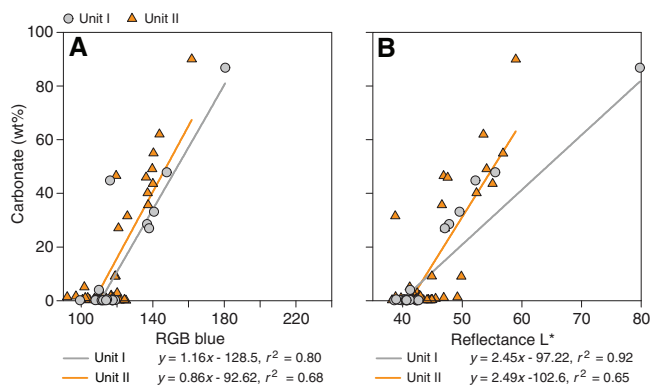 Unit I Unit II
A B
100
80
60
40
20
0
Carbonate (wt%)
100 140 180 220
40 50 60 70 80
RGB blue Reflectance L*
Unit I y = 1.16x - 128.5, r² = 0.80
Unit II y = 0.86x - 92.62, r² = 0.68
Unit I y = 2.45x - 97.22, r² = 0.92
Unit II y = 2.49x -102.6, r² = 0.65